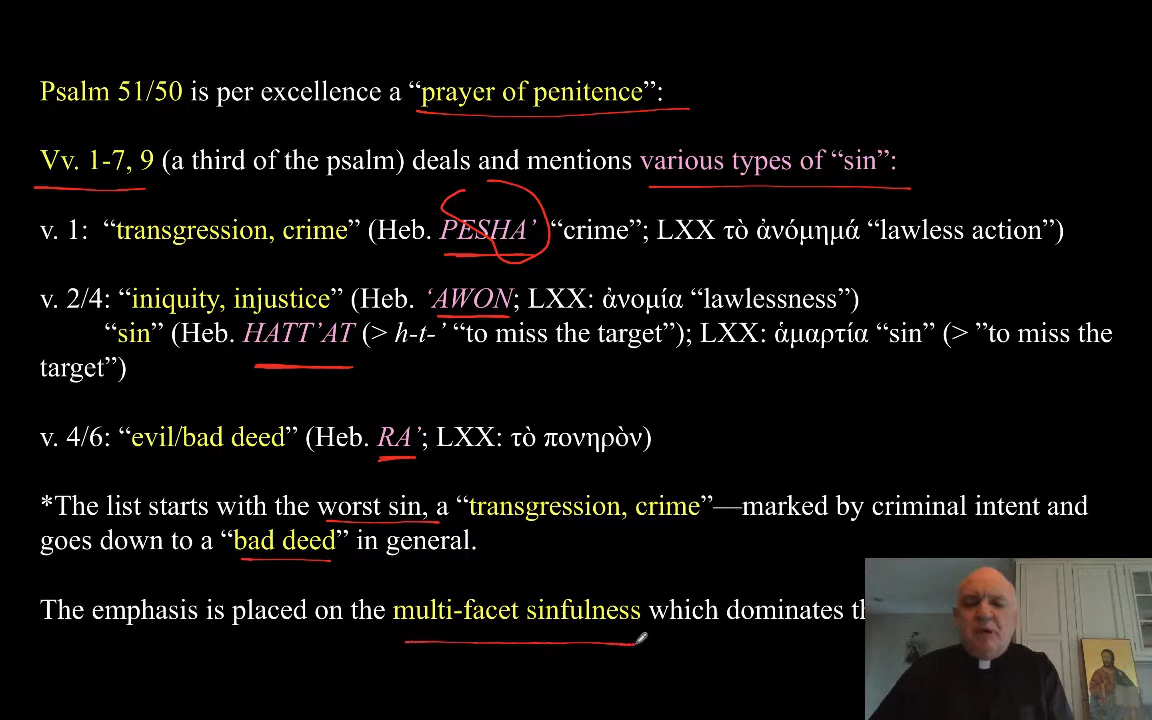 Psalm 51/50 is per excellence a “prayer of penitence”:
Vv. 1-7, 9 (a third of the psalm) deals and mentions various types of “sin”:
v. 1: “transgression, crime” (Heb. PESHA’ “crime”; LXX τὸ ἀνόμημά “lawless action”)
v. 2/4: “iniquity, injustice” (Heb. ‘AWON; LXX: ἀνομία “lawlessness”)
“sin” (Heb. HATT’AT (> h-t-’ “to miss the target”); LXX: ἁμαρτία “sin” (> ”to miss the
target”)
v. 4/6: “evil/bad deed” (Heb. RA’; LXX: τὸ πονηρὸν)
*The list starts with the worst sin, a “transgression, crime”—marked by criminal intent and
goes down to a “bad deed” in general.
The emphasis is placed on the multi-facet sinfulness which dominates